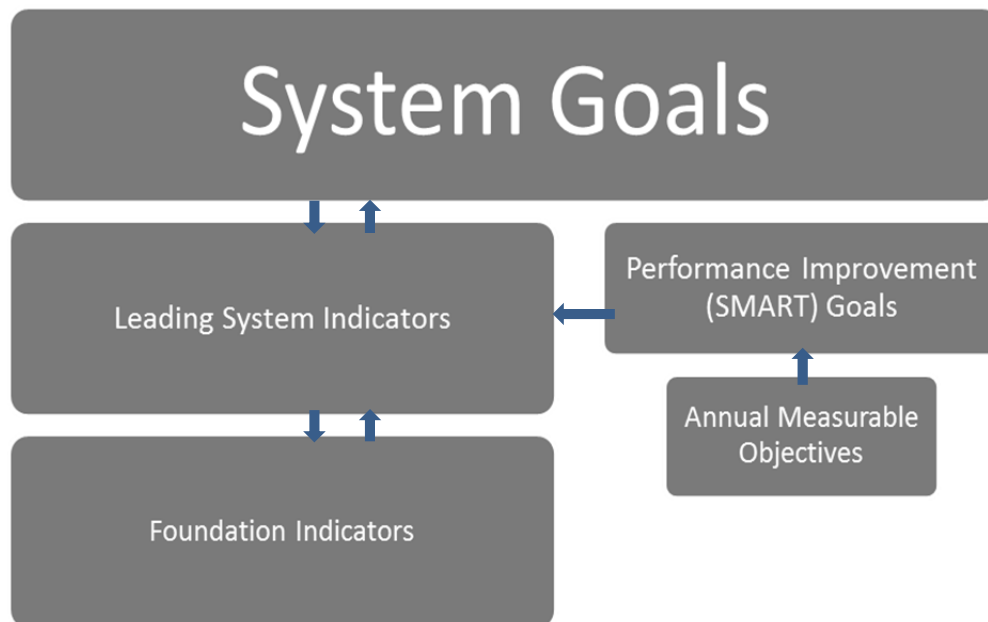 System Goals
Leading System Indicators
Performance Improvement
(SMART) Goals
Annual Measurable
Objectives
Foundation Indicators